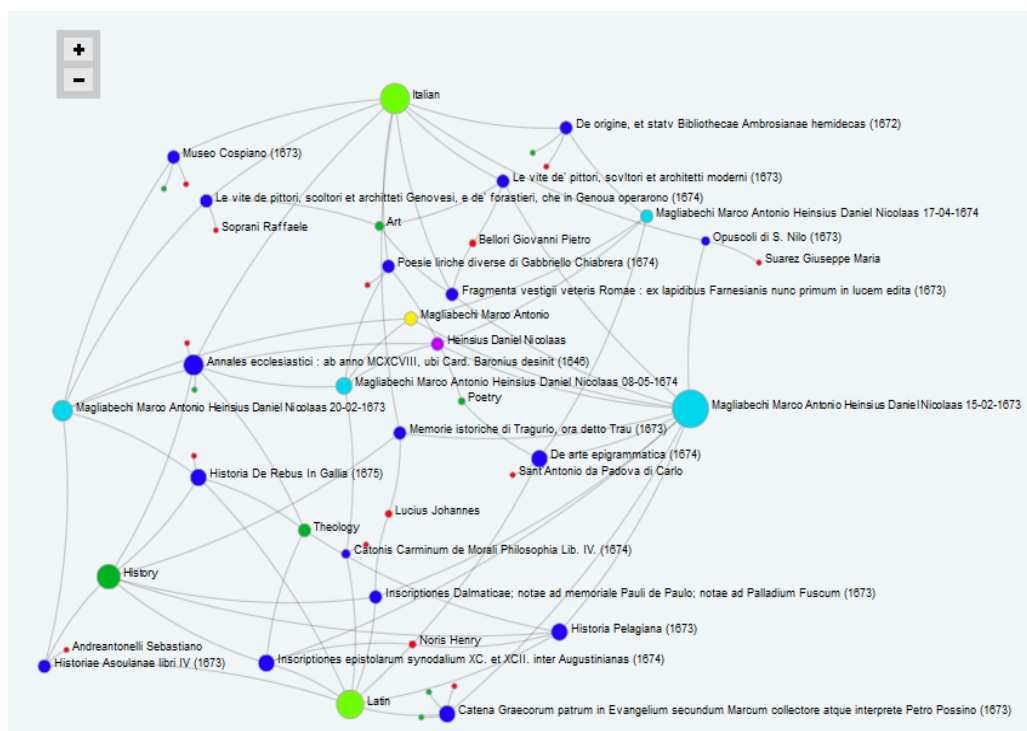 +
-
Italian
De origine, et statv Bibliothecae Ambrosianae hemidecas (1672)
Museo Cospiano (1673)
Le vite de' pittori, scvltori et architetti moderni (1673)
Le vite de pittori, scoltori et architteti Genovesi, e de' forastieri, che in Genoua operarono (1674)
Magliabechi Marco Antonio Heinsius Daniel Nicolaas 17-04-1674
Soprani Raffaele
Art
Bellori Giovanni Pietro
Opuscoli di S. Nilo (1673)
Suarez Giuseppe Maria
Poesie liriche diverse di Gabbriello Chiabrera (1674)
Fragmenta vestigii veteris Romae : ex lapidibus Farnesianis nunc primum in lucem edita (1673)
Magliabechi Marco Antonio
Heinsius Daniel Nicolaas
Annales ecclesiastici : ab anno MCXCVIII, ubi Card. Baronius desinit (1646)
Magliabechi Marco Antonio Heinsius Daniel Nicolaas 08-05-1674
Poetry
Magliabechi Marco Antonio Heinsius Daniel Nicolaas 20-02-1673
Magliabechi Marco Antonio Heinsius Daniel Nicolaas 15-02-1673
Memorie istoriche di Tragurio, ora detto Trau (1673)
De arte epigrammatica (1674)
Sant'Antonio da Padova di Carlo
Historia De Rebus In Gallia (1675)
Lucius Johannes
Theology
Catonis Carminum de Morali Philosophia Lib. IV. (1674)
History
Inscriptiones Dalmaticae; notae ad memoriale Pauli de Paulo; notae ad Palladium Fuscum (1673)
Historia Pelagiana (1673)
Noris Henry
Andreantonelli Sebastiano
Historiae Asculanae libri IV (1673)
Inscriptiones epistolarum synodalium XC. et XCII. inter Augustinianas (1674)
Latin
Catena Graecorum patrum in Evangelium secundum Marcum collectore atque interprete Petro Possino (1673)